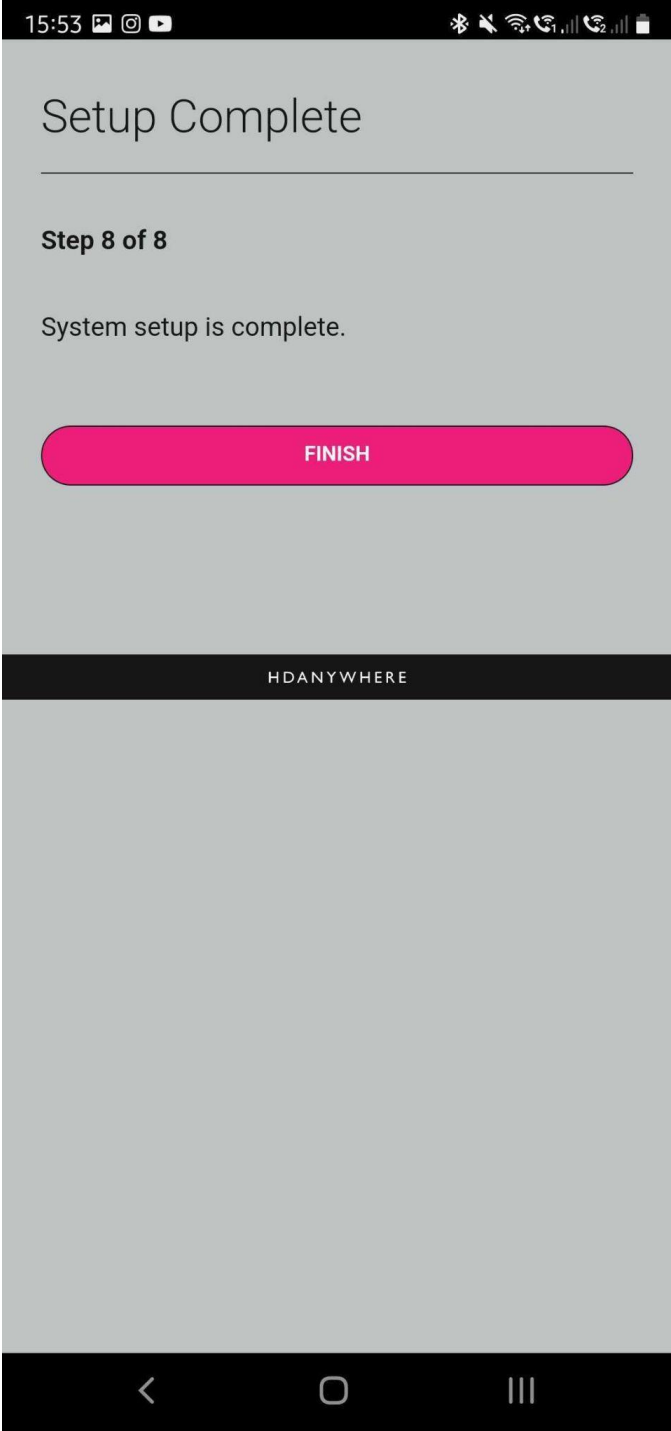 15:53
Setup Complete
Step 8 of 8
System setup is complete.
FINISH
HDANYWHERE